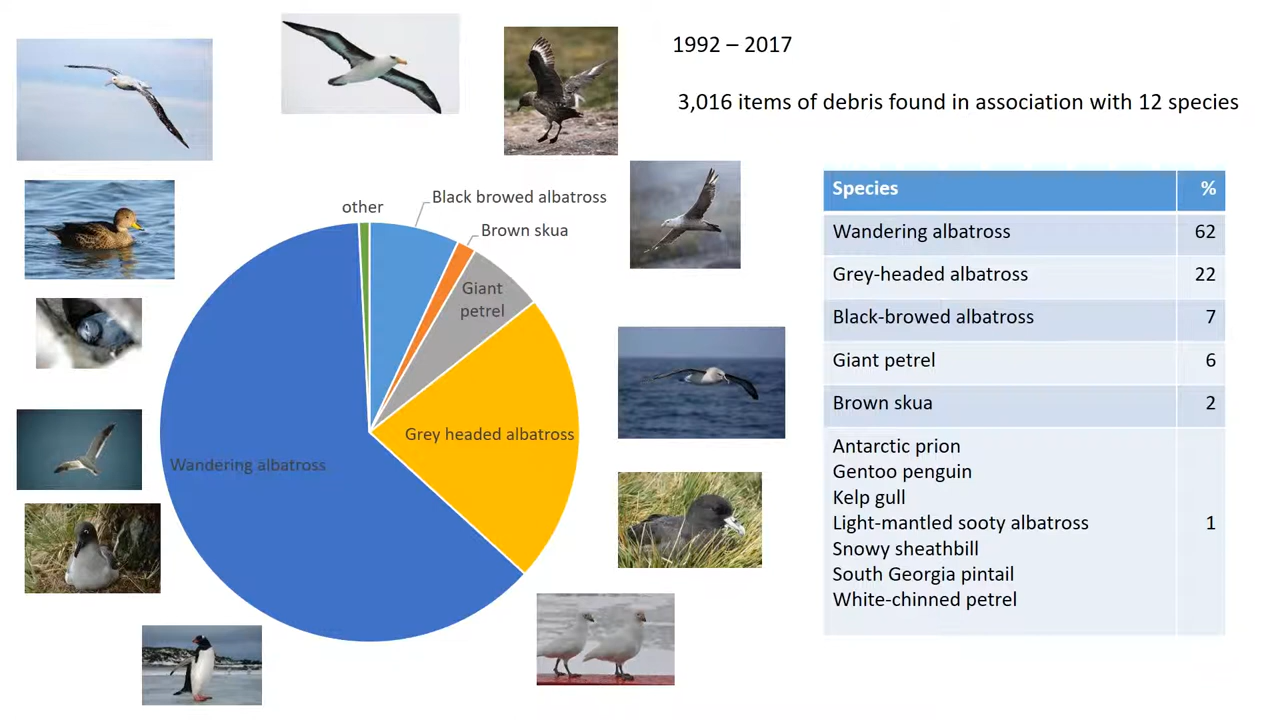 1992 – 2017
3,016 items of debris found in association with 12 species
other
Black browed albatross
Brown skua
Giant
petrel
Grey headed albatross
Wandering albatross
Species %
Wandering albatross 62
Grey-headed albatross 22
Black-browed albatross 7
Giant petrel 6
Brown skua 2
Antarctic prion
Gentoo penguin
Kelp gull
Light-mantled sooty albatross 1
Snowy sheathbill
South Georgia pintail
White-chinned petrel